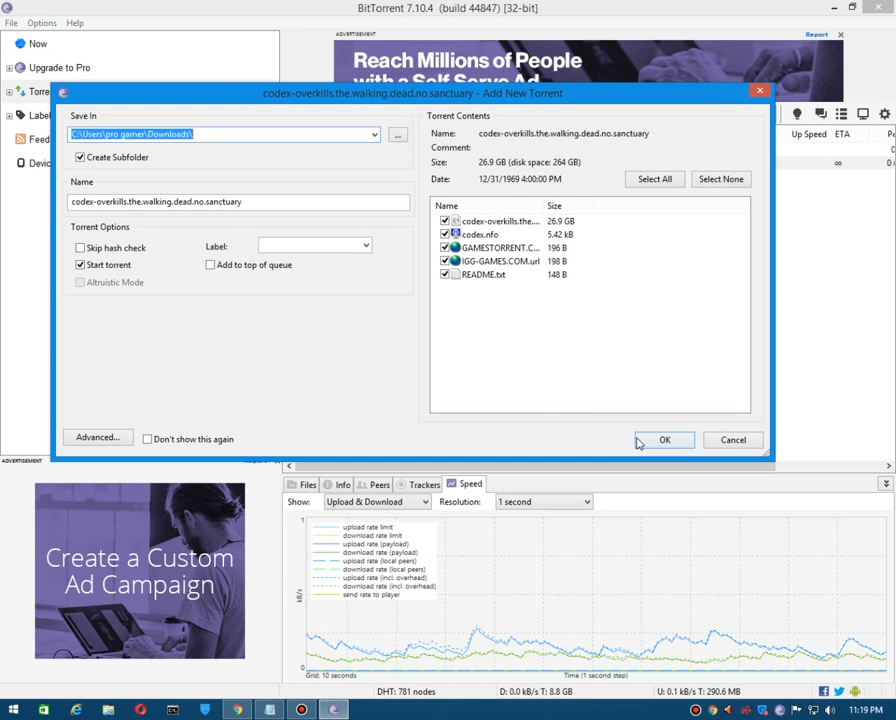 BitTorrent 7.10.4 (build 44847) [32-bit]
File Options Help
Now
Upgrade to Pro
Label
Feed
ADVERTISEMENT
Report
Reach Millions of People
with a Self Serve Ad
Up Speed ETA
∞
codex-overkills.the.walking.dead.no.sanctuary - Add New Torrent
Save In
C:\Users\pro gamer\Downloads\
...
Create Subfolder
Name
codex-overkills.the.walking.dead.no.sanctuary
Torrent Options
Skip hash check
Label:
Start torrent
Add to top of queue
Altruistic Mode
Advanced...
Don't show this again
Torrent Contents
Name: codex-overkills.the.walking.dead.no.sanctuary
Comment:
Size: 26.9 GB (disk space: 264 GB)
Date: 12/31/1969 4:00:00 PM
Select All
Select None
Name Size
codex-overkills.the.... 26.9 GB
codex.nfo 5.42 kB
GAMESTORRENT.C... 196 B
IGG-GAMES.COM.url 198 B
README.txt 148 B
OK
Cancel
ADVERTISEMENT
Create a Custom
Ad Campaign
Files Info Peers Trackers Speed
Show: Upload & Download Resolution: 1 second
1
upload rate limit
download rate limit
upload rate (payload)
download rate (payload)
upload rate (local peers)
download rate (local peers)
upload rate (incl. overhead)
download rate (incl. overhead)
send rate to player
kB/s
0
Grid: 10 seconds
Time (1 second step)
DHT: 781 nodes
D: 0.0 kB/s T: 8.8 GB
U: 0.1 kB/s T: 290.6 MB
11:19 PM